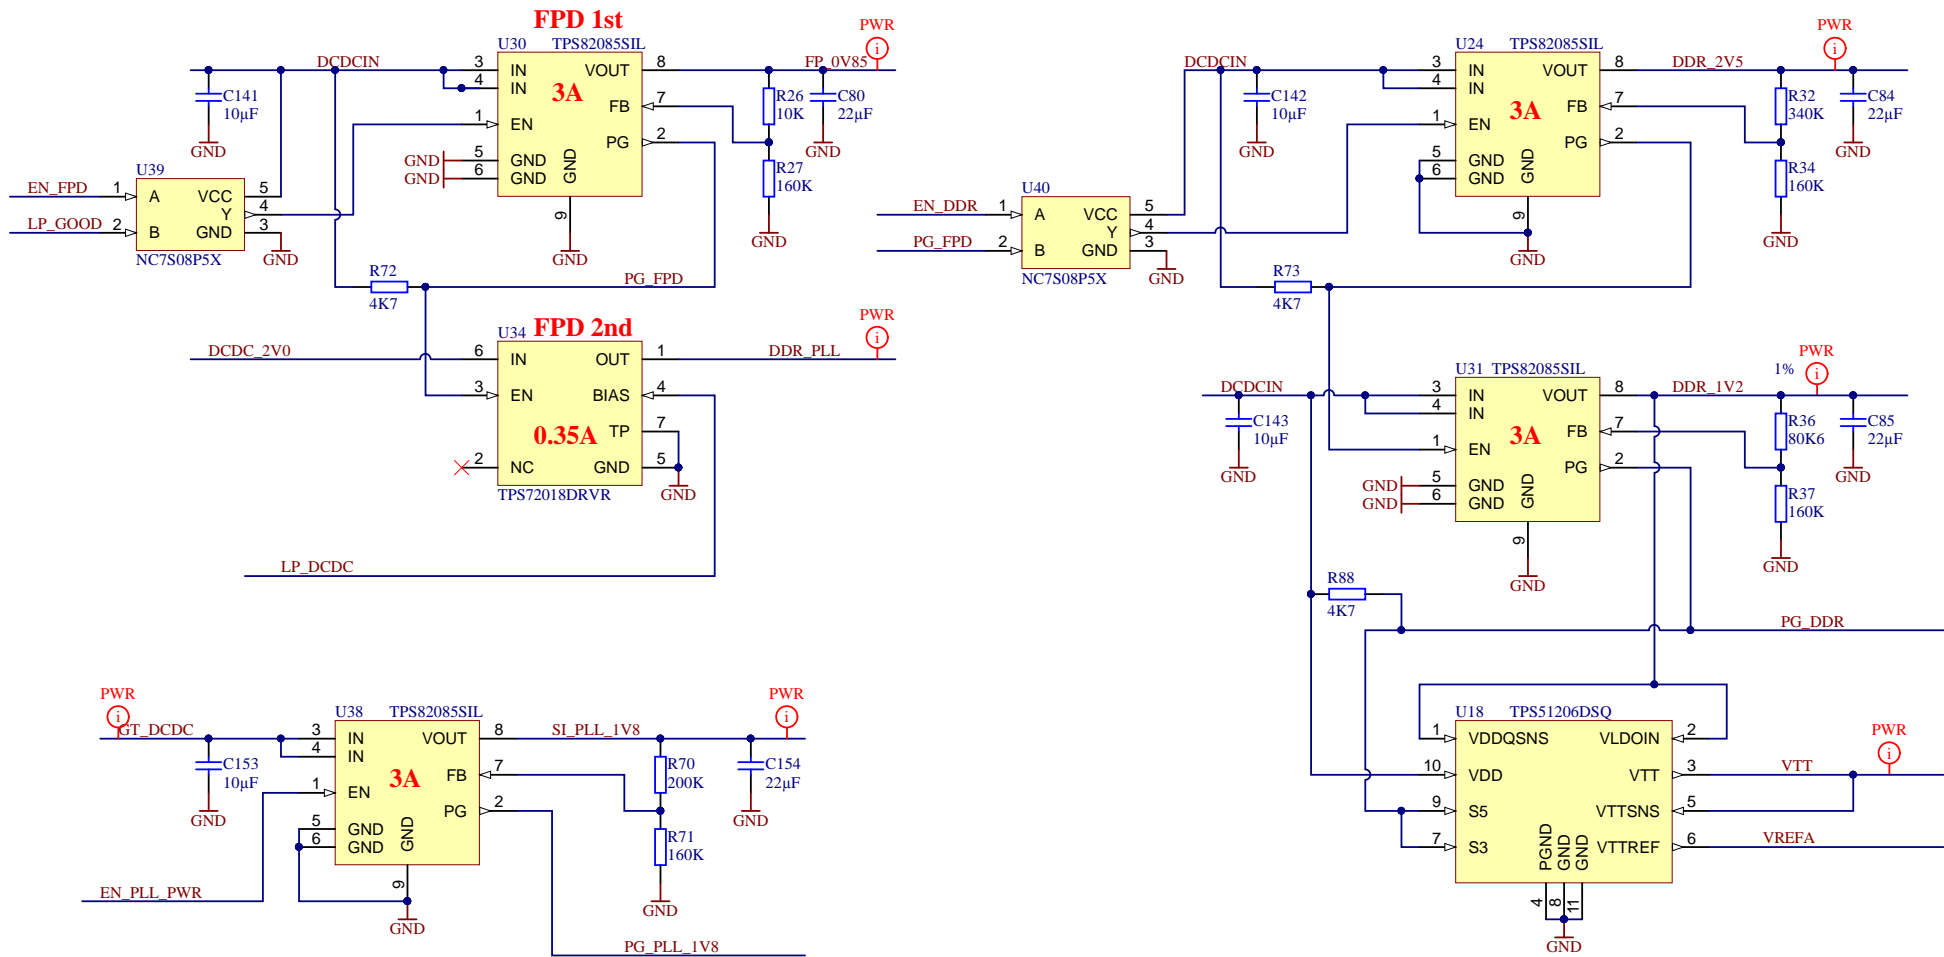 FPD 1st
U30 TPS82085SIL
PWR
i
DCDCIN
3 IN VOUT 8
FP_0V85
4 IN
3A
FB 7
1 EN
PG 2
C141
10µF
GND
R26
10K
C80
22µF
GND
GND 5 GND
GND 6 GND
GND
9
GND
R27
160K
GND
U39
EN_FPD 1 A VCC 5
Y 4
LP_GOOD 2 B GND 3
NC7S08P5X
GND
R72
4K7
PG_FPD
FPD 2nd
U34
PWR
i
DCDC_2V0
6 IN OUT 1
DDR_PLL
3 EN BIAS 4
0.35A
TP 7
2 NC GND 5
TPS72018DRVR
GND
LP_DCDC
PWR
i
GT_DCDC
U38 TPS82085SIL
3 IN VOUT 8
SI_PLL_1V8
PWR
i
4 IN
3A
FB 7
1 EN
PG 2
C153
10µF
GND
R70
200K
C154
22µF
GND
5 GND
6 GND
GND
9
GND
R71
160K
GND
EN_PLL_PWR
PG_PLL_1V8
U24 TPS82085SIL
PWR
i
DCDCIN
3 IN VOUT 8
DDR_2V5
4 IN
3A
FB 7
1 EN
PG 2
C142
10µF
GND
R32
340K
C84
22µF
GND
5 GND
6 GND
GND
9
GND
R34
160K
GND
U40
EN_DDR 1 A VCC 5
Y 4
PG_FPD 2 B GND 3
NC7S08P5X
GND
R73
4K7
U31 TPS82085SIL
1%
PWR
i
DCDCIN
3 IN VOUT 8
DDR_1V2
4 IN
3A
FB 7
1 EN
PG 2
C143
10µF
GND
R36
80K6
C85
22µF
GND
GND 5 GND
GND 6 GND
GND
9
GND
R37
160K
GND
R88
4K7
PG_DDR
U18 TPS51206DSQ
1 VDDQSNS VLDOIN 2
PWR
i
10 VDD VTT 3
VTT
9 S5 VTTSNS 5
7 S3 VTTREF 6
VREFA
PGND
GND
GND
4
8
11
GND